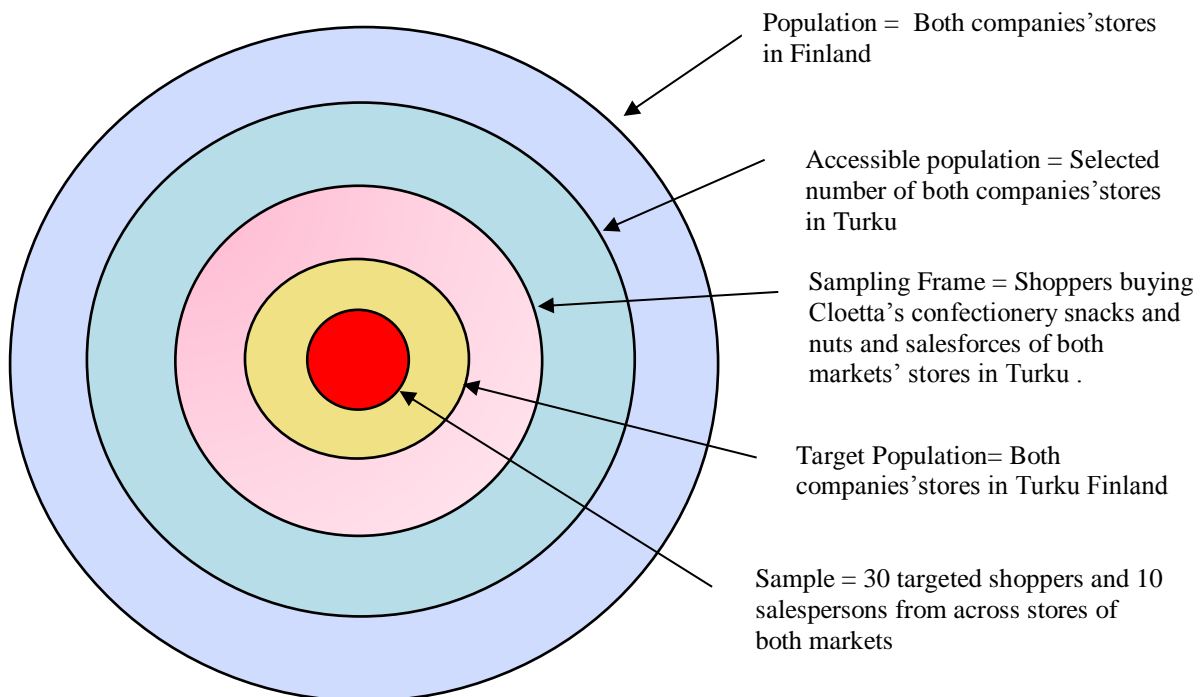 Population =  Both companies’stores
in Finland
Accessible population = Selected
number of both companies’stores
in Turku
Sampling Frame = Shoppers buying
Cloetta’s confectionery snacks and
nuts and salesforces of both
markets’ stores in Turku .
Target Population= Both
companies’stores in Turku Finland
Sample = 30 targeted shoppers and 10
salespersons from across stores of
both markets